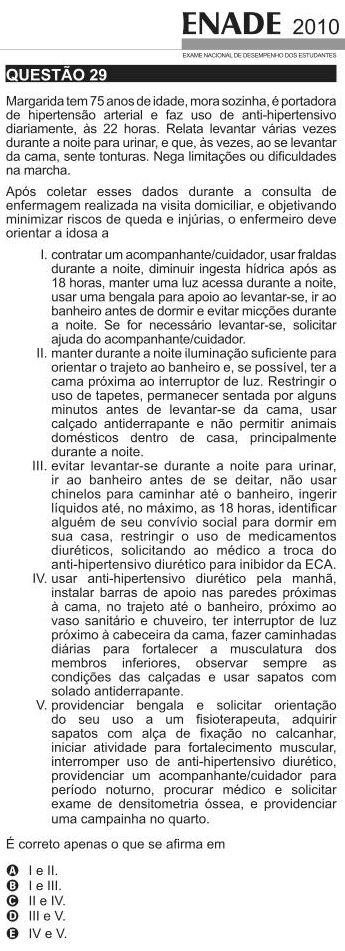 ENADE 2010
EXAME NACIONAL DE DESEMPENHO DOS ESTUDANTES
QUESTÃO 29
Margarida tem 75 anos de idade, mora sozinha, é portadora
de hipertensão arterial e faz uso de anti-hipertensivo
diariamente, às 22 horas. Relata levantar várias vezes
durante a noite para urinar, e que, às vezes, ao se levantar
da cama, sente tonturas. Nega limitações ou dificuldades
na marcha.
Após coletar esses dados durante a consulta de
enfermagem realizada na visita domiciliar, e objetivando
minimizar riscos de queda e injúrias, o enfermeiro deve
orientar a idosa a
I. contratar um acompanhante/cuidador, usar fraldas
durante a noite, diminuir ingesta hídrica após as
18 horas, manter uma luz acesa durante a noite,
usar uma bengala para apoio ao levantar-se, ir ao
banheiro antes de dormir e evitar micções durante
a noite. Se for necessário levantar-se, solicitar
ajuda do acompanhante/cuidador.
II. manter durante a noite iluminação suficiente para
orientar o trajeto ao banheiro e, se possível, ter a
cama próxima ao interruptor de luz. Restringir o
uso de tapetes, permanecer sentada por alguns
minutos antes de levantar-se da cama, usar
calçado antiderrapante e não permitir animais
domésticos dentro de casa, principalmente
durante a noite.
III. evitar levantar-se durante a noite para urinar,
ir ao banheiro antes de se deitar, não usar
chinelos para caminhar até o banheiro, ingerir
líquidos até, no máximo, as 18 horas, identificar
alguém de seu convívio social para dormir em
sua casa, restringir o uso de medicamentos
diuréticos, solicitando ao médico a troca do
anti-hipertensivo diurético para inibidor da ECA.
IV. usar anti-hipertensivo diurético pela manhã,
instalar barras de apoio nas paredes próximas
à cama, no trajeto até o banheiro, próximo ao
vaso sanitário e chuveiro, ter interruptor de luz
próximo à cabeceira da cama, fazer caminhadas
diárias para fortalecer a musculatura dos
membros inferiores, observar sempre as
condições das calçadas e usar sapatos com
solado antiderrapante.
V. providenciar bengala e solicitar orientação
do seu uso a um fisioterapeuta, adquirir
sapatos com alça de fixação no calcanhar,
iniciar atividade para fortalecimento muscular,
interromper uso de anti-hipertensivo diurético,
providenciar um acompanhante/cuidador para
período noturno, procurar médico e solicitar
exame de densitometria óssea, e providenciar
uma campainha no quarto.
É correto apenas o que se afirma em
A I e II.
B I e III.
C II e IV.
D III e V.
E IV e V.